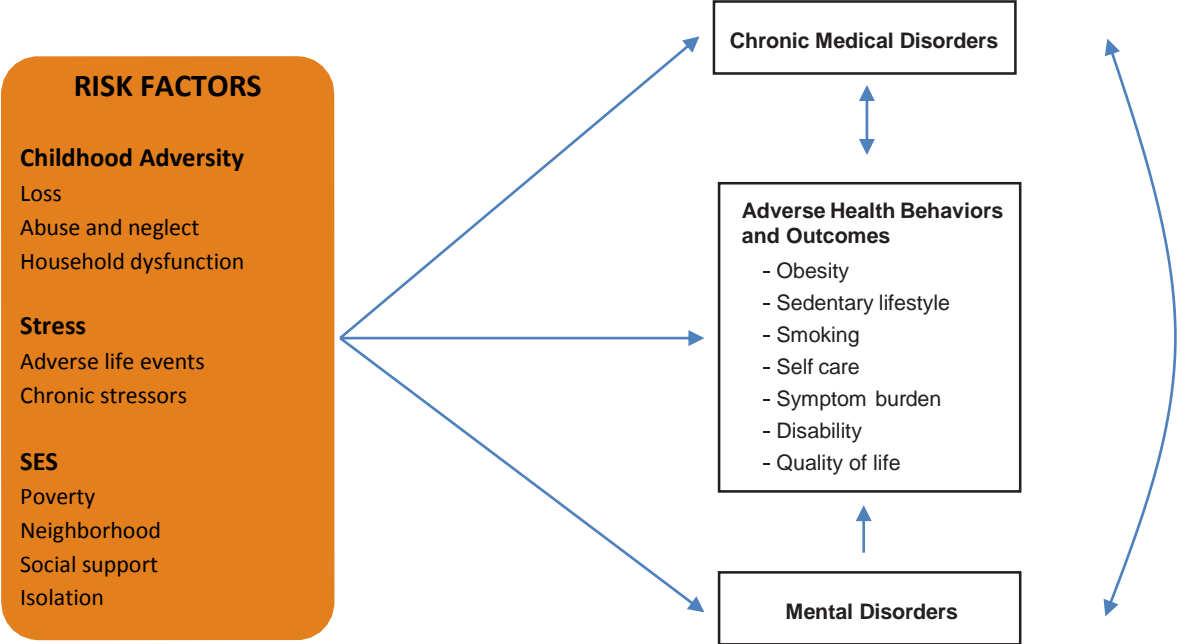 RISK FACTORS
Childhood Adversity
Loss
Abuse and neglect
Household dysfunction
Stress
Adverse life events
Chronic stressors
SES
Poverty
Neighborhood
Social support
Isolation
Chronic Medical Disorders
Adverse Health Behaviors
and Outcomes
- Obesity
- Sedentary lifestyle
- Smoking
- Self care
- Symptom burden
- Disability
- Quality of life
Mental Disorders